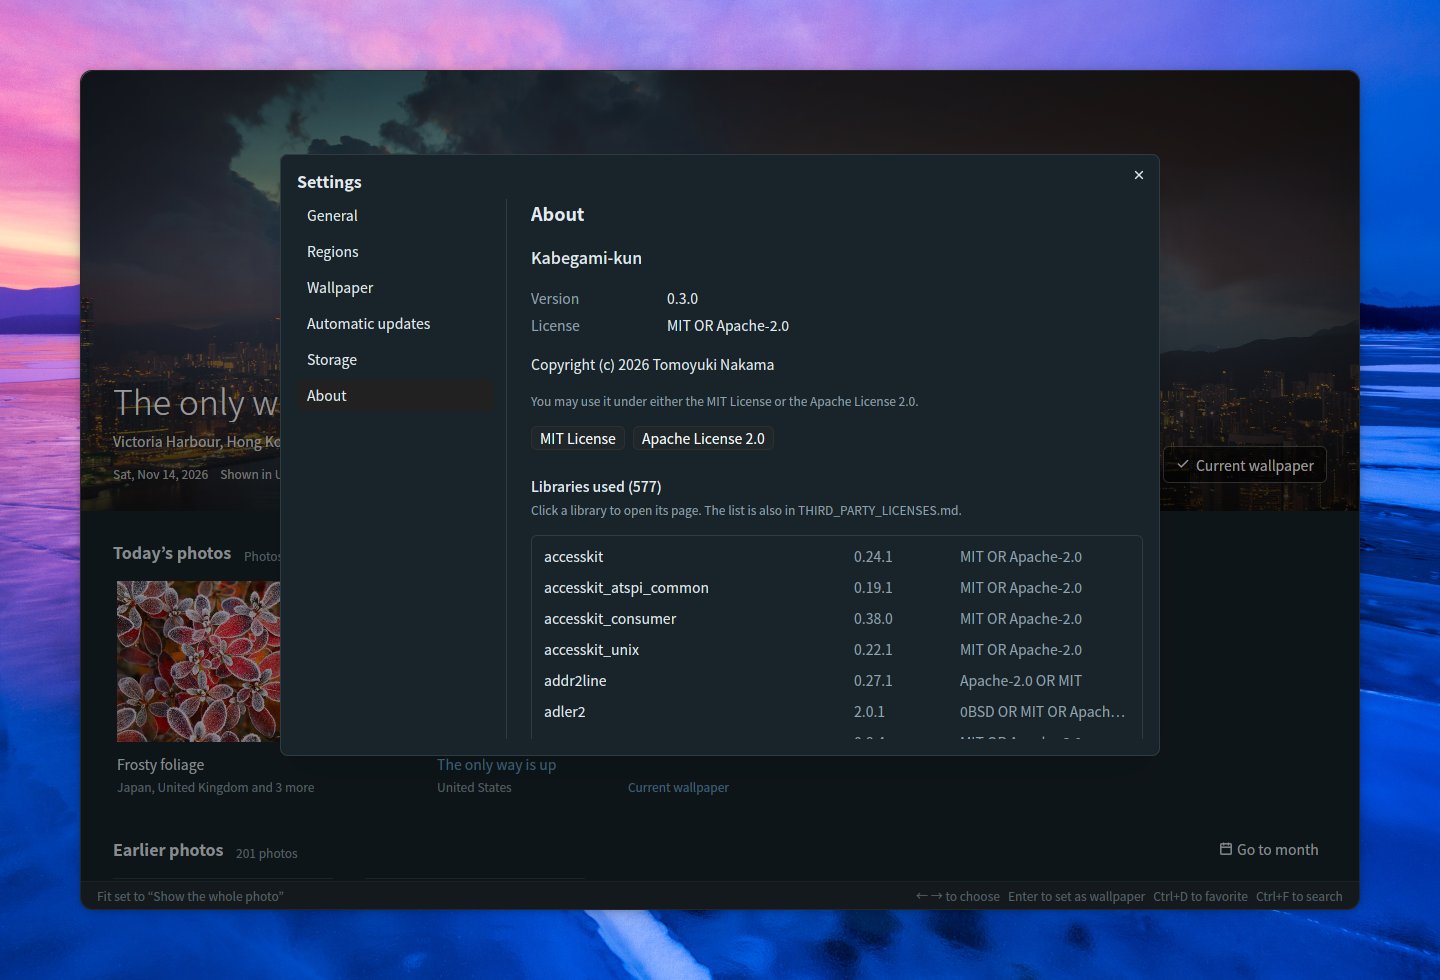 Settings
General
Regions
Wallpaper
Automatic updates
Storage
About
About
Kabegami-kun
Version 0.3.0
License MIT OR Apache-2.0
Copyright (c) 2026 Tomoyuki Nakama
You may use it under either the MIT License or the Apache License 2.0.
MIT License Apache License 2.0
Libraries used (577)
Click a library to open its page. The list is also in THIRD_PARTY_LICENSES.md.
accesskit 0.24.1 MIT OR Apache-2.0
accesskit_atspi_common 0.19.1 MIT OR Apache-2.0
accesskit_consumer 0.38.0 MIT OR Apache-2.0
accesskit_unix 0.22.1 MIT OR Apache-2.0
addr2line 0.27.1 Apache-2.0 OR MIT
adler2 2.0.1 0BSD OR MIT OR Apach…
The only w
Victoria Harbour, Hong
Sat, Nov 14, 2026 Shown in
Current wallpaper
Today’s photos Photos
Frosty foliage
Japan, United Kingdom and 3 more
The only way is up
United States Current wallpaper
Earlier photos 201 photos
Go to month
Fit set to “Show the whole photo”
←→ to choose Enter to set as wallpaper Ctrl+D to favorite Ctrl+F to search